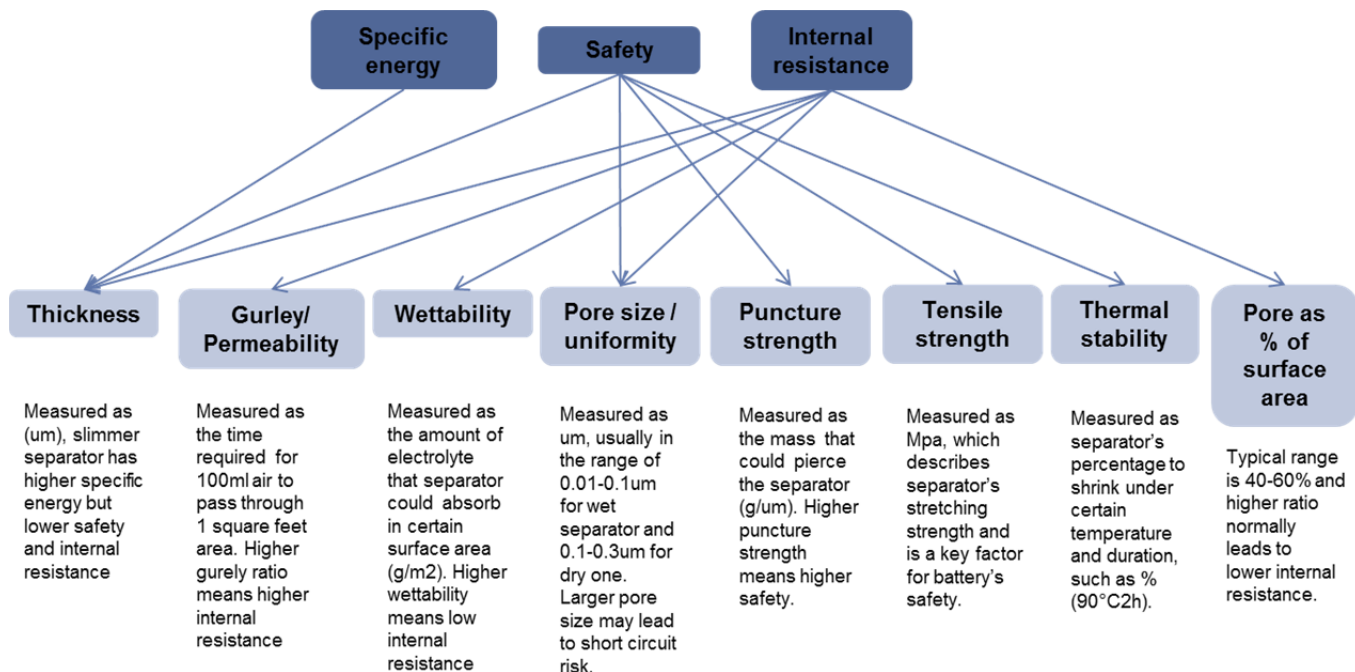 Specific
energy
Safety
Internal
resistance
Thickness
Gurley/
Permeability
Wettability
Pore size /
uniformity
Puncture
strength
Tensile
strength
Thermal
stability
Pore as
% of
surface
area
Measured as
(um), slimmer
separator has
higher specific
energy but
lower safety
and internal
resistance
Measured as
the time
required for
100ml air to
pass through
1 square feet
area. Higher
gurely ratio
means higher
internal
resistance
Measured as
the amount of
electrolyte
that separator
could absorb
in certain
surface area
(g/m2). Higher
wettability
means low
internal
resistance
Measured as
um, usually in
the range of
0.01-0.1um
for wet
separator and
0.1-0.3um for
dry one.
Larger pore
size may lead
to short circuit
risk.
Measured as
the mass that
could pierce
the separator
(g/um). Higher
puncture
strength
means higher
safety.
Measured as
Mpa, which
describes
separator's
stretching
strength and
is a key factor
for battery's
safety.
Measured as
separator's
percentage to
shrink under
certain
temperature
and duration,
such as %
(90°C2h).
Typical range
is 40-60% and
higher ratio
normally
leads to
lower internal
resistance.